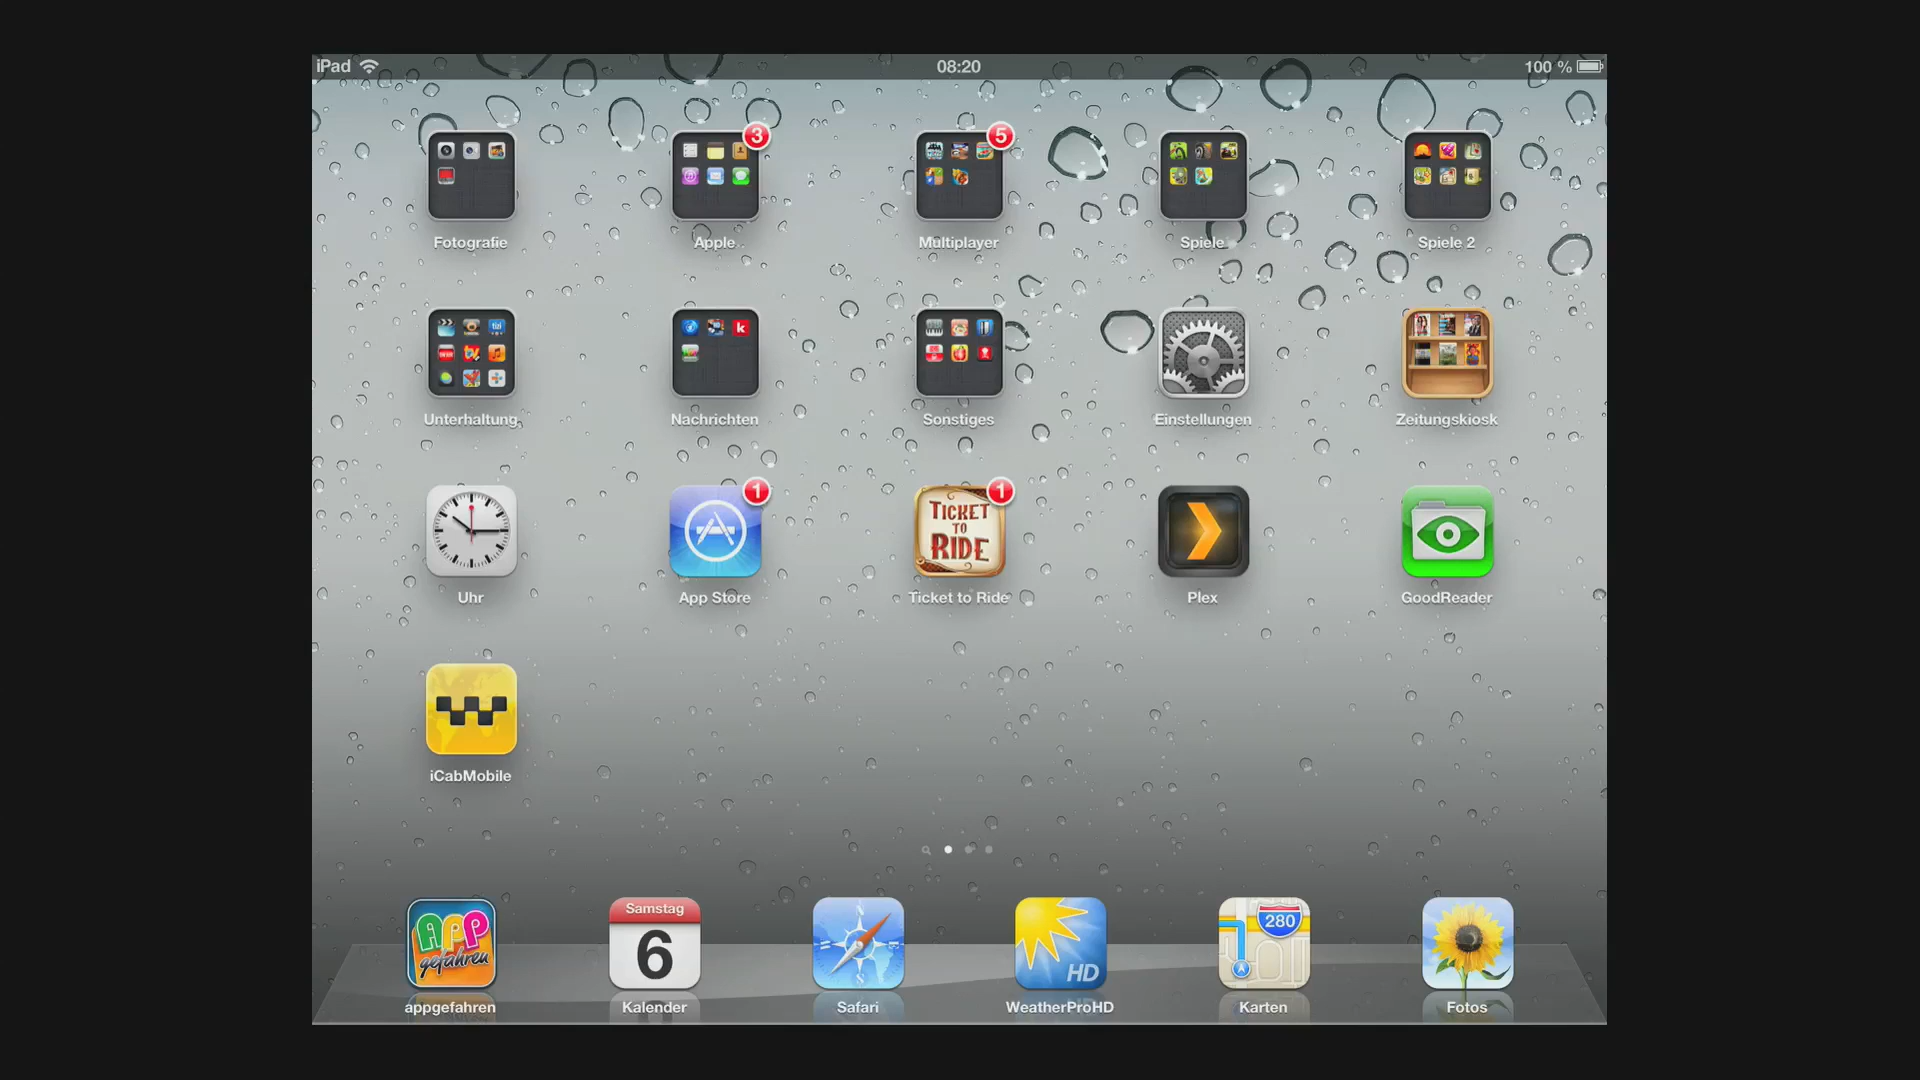 iPad 08:20 100 %
3 5
Fotografie Apple Multiplayer Spiele Spiele 2
Unterhaltung Nachrichten Sonstiges Einstellungen Zeitungskiosk
1 TICKET TO RIDE 1
Uhr App Store Ticket to Ride Plex GoodReader
iCabMobile
APP gefahren Samstag 6 N HD 280
appgefahren Kalender Safari WeatherProHD Karten Fotos